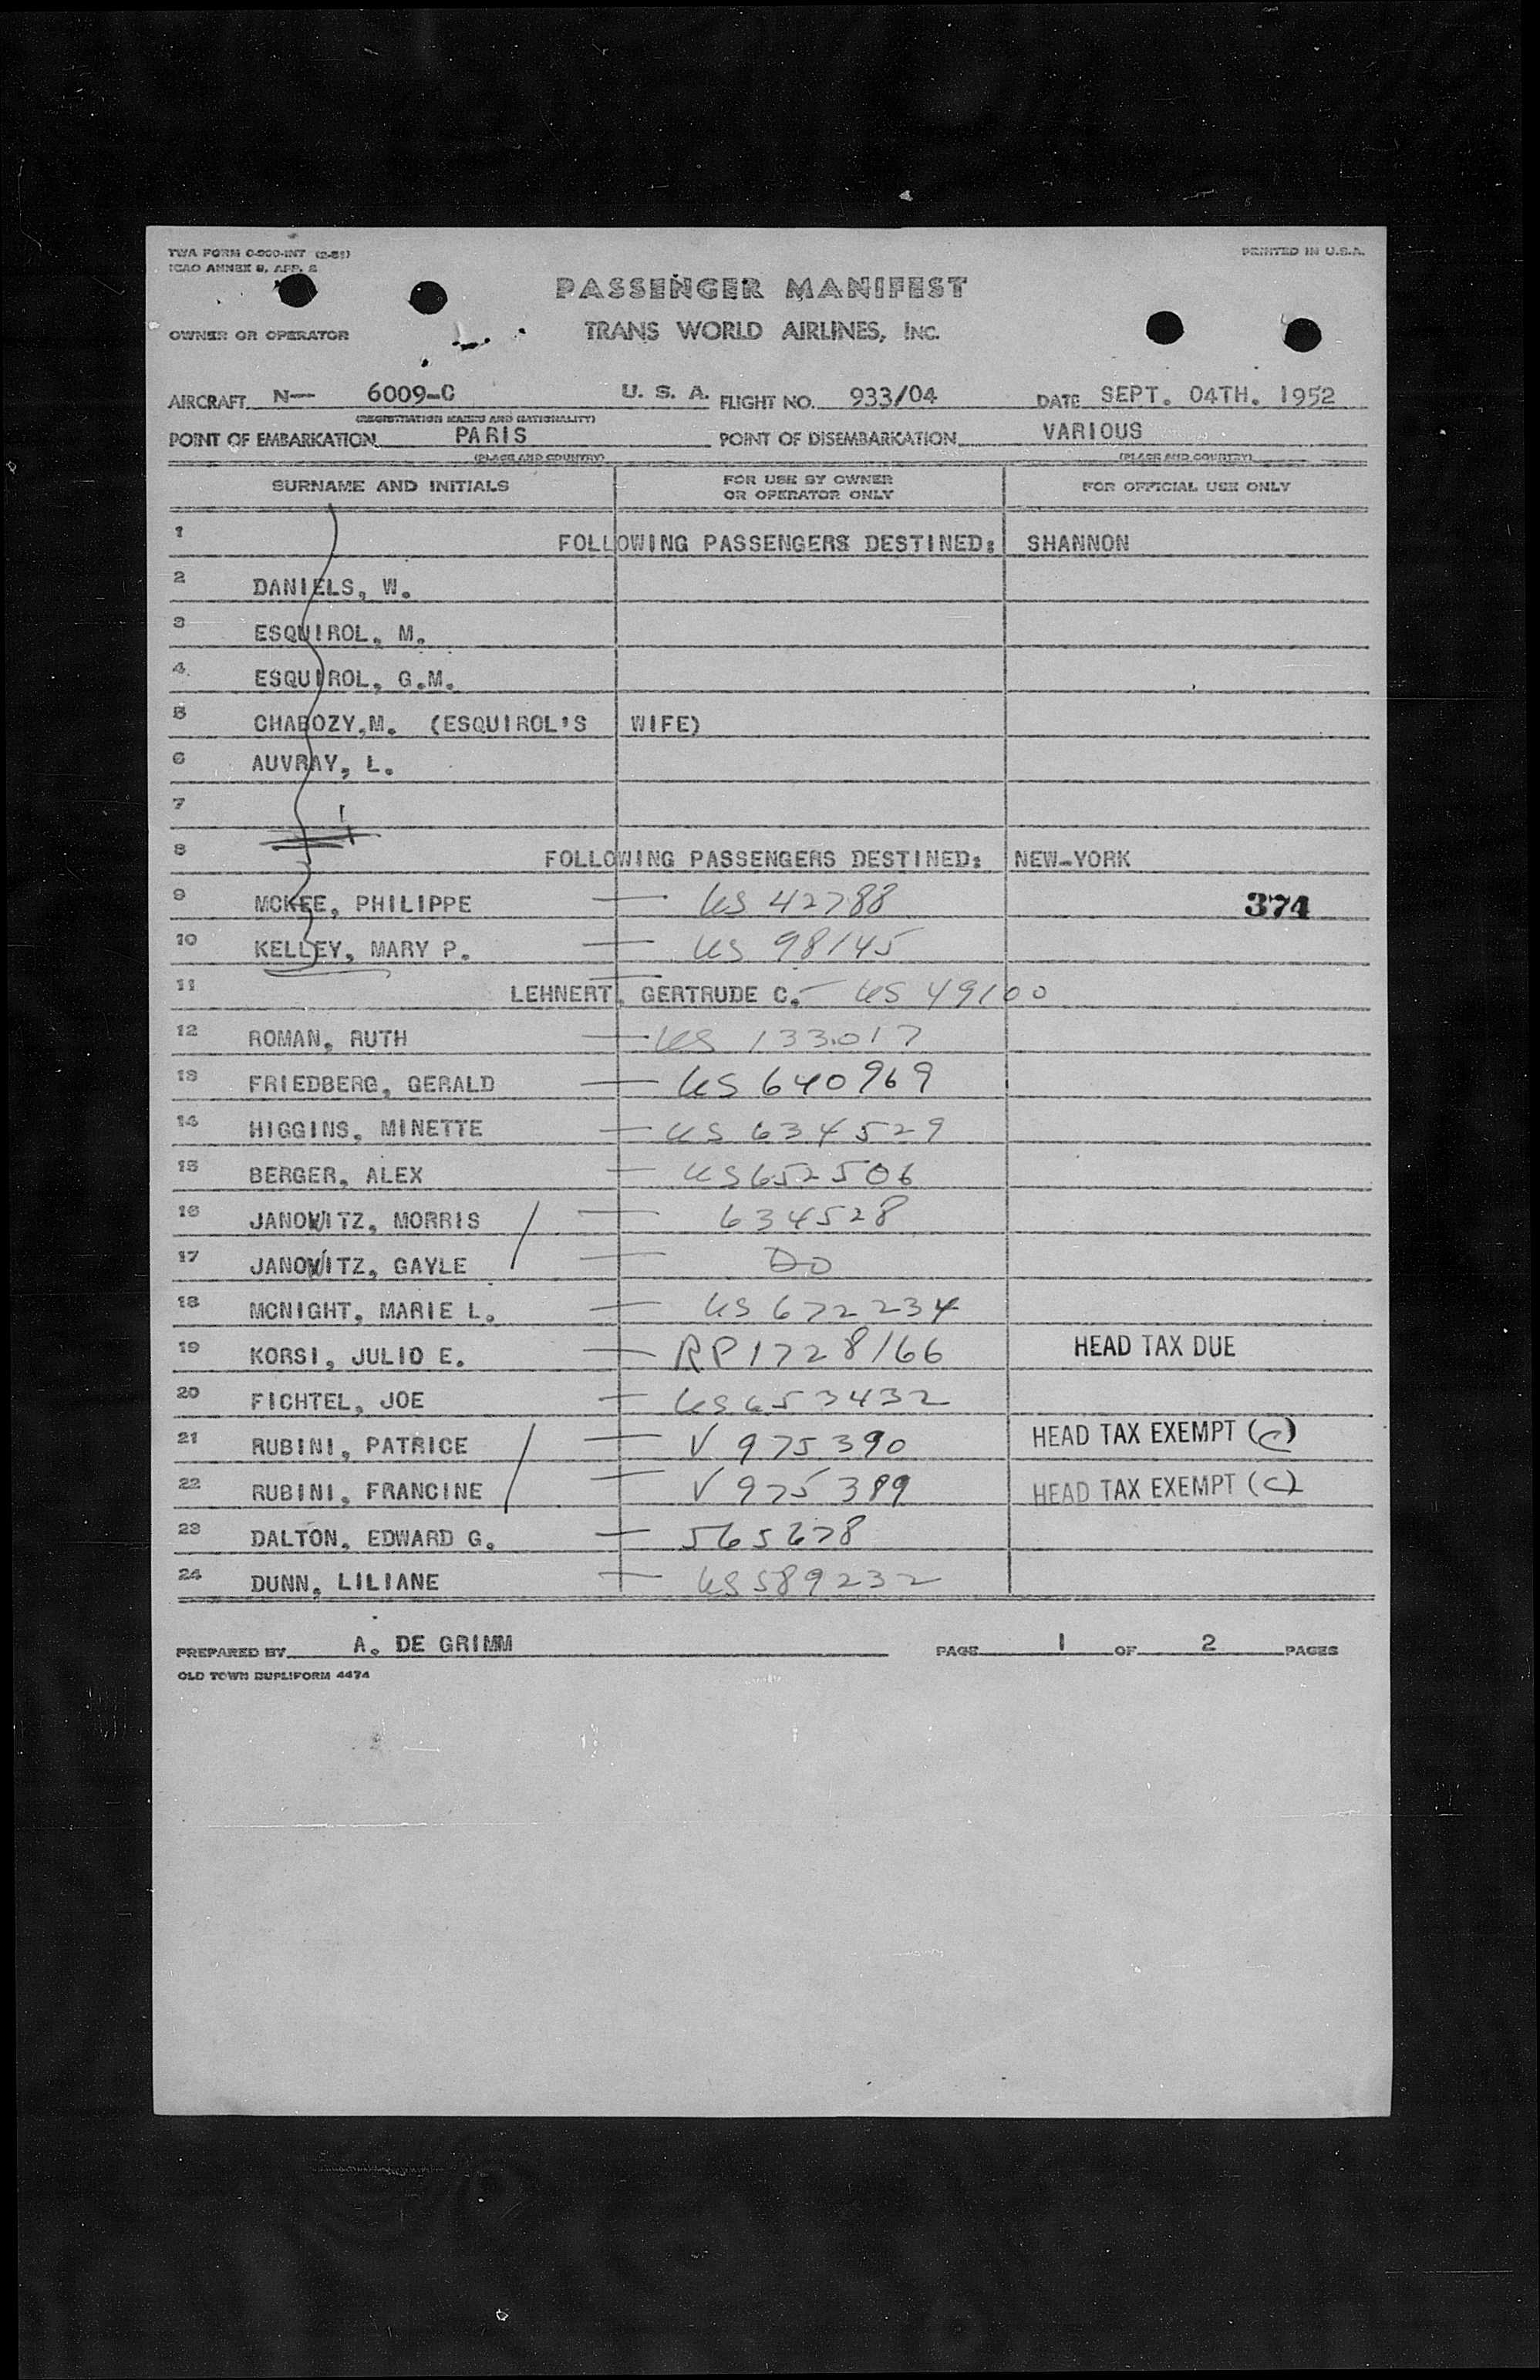 TWA FORM O-900-INT (2-51)
ICAO ANNEX 9, APP. 2
PRINTED IN U.S.A.
PASSENGER MANIFEST
OWNER OR OPERATOR
TRANS WORLD AIRLINES, INC.
AIRCRAFT N— 6009-C U. S. A. FLIGHT NO. 933/04 DATE SEPT. 04TH. 1952
(REGISTRATION MARKS AND NATIONALITY)
POINT OF EMBARKATION PARIS POINT OF DISEMBARKATION VARIOUS
(PLACE AND COUNTRY) (PLACE AND COUNTRY)
SURNAME AND INITIALS FOR USE BY OWNER OR OPERATOR ONLY FOR OFFICIAL USE ONLY
1 FOLLOWING PASSENGERS DESTINED: SHANNON
2 DANIELS, W.
3 ESQUIROL, M.
4 ESQUIROL, G.M.
5 CHABOZY,M. (ESQUIROL'S WIFE)
6 AUVRAY, L.
7
8 FOLLOWING PASSENGERS DESTINED: NEW-YORK
9 MCKEE, PHILIPPE — US 42788 374
10 KELLEY, MARY P. — US 98145
11 LEHNERT, GERTRUDE C. — US 49100
12 ROMAN, RUTH — US 133017
13 FRIEDBERG, GERALD — US 640969
14 HIGGINS, MINETTE — US 634529
15 BERGER, ALEX — US 652506
16 JANOWITZ, MORRIS / — 634528
17 JANOWITZ, GAYLE — DO
18 MCNIGHT, MARIE L. — US 672234
19 KORSI, JULIO E. — RP1728166 HEAD TAX DUE
20 FICHTEL, JOE — US 653432
21 RUBINI, PATRICE / — V 975390 HEAD TAX EXEMPT (C)
22 RUBINI, FRANCINE — V 975389 HEAD TAX EXEMPT (C)
23 DALTON, EDWARD G. — 565678
24 DUNN, LILIANE — US 589232
PREPARED BY A. DE GRIMM PAGE 1 OF 2 PAGES
OLD TOWN DUPLIFORM 4474